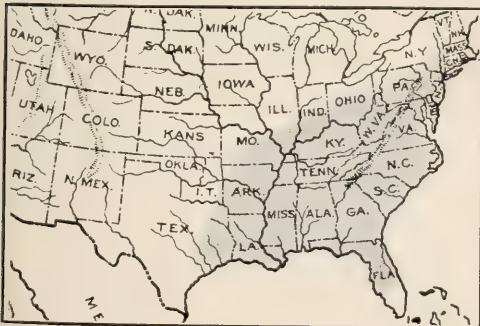 DAK.
MINN.
VT.
N.H.
DAHO
WYO.
S. DAK.
WIS.
MICH.
N.Y
MASS
NEB.
IOWA
PA.
UTAH
COLO.
ILL.
IND.
OHIO
W.VA.
VA.
KANS
MO.
KY.
RIZ.
N. MEX.
OKLA.
I.T.
ARK.
TENN.
N.C.
S.C.
TEX.
LA.
MISS
ALA.
GA.
FLA
M E